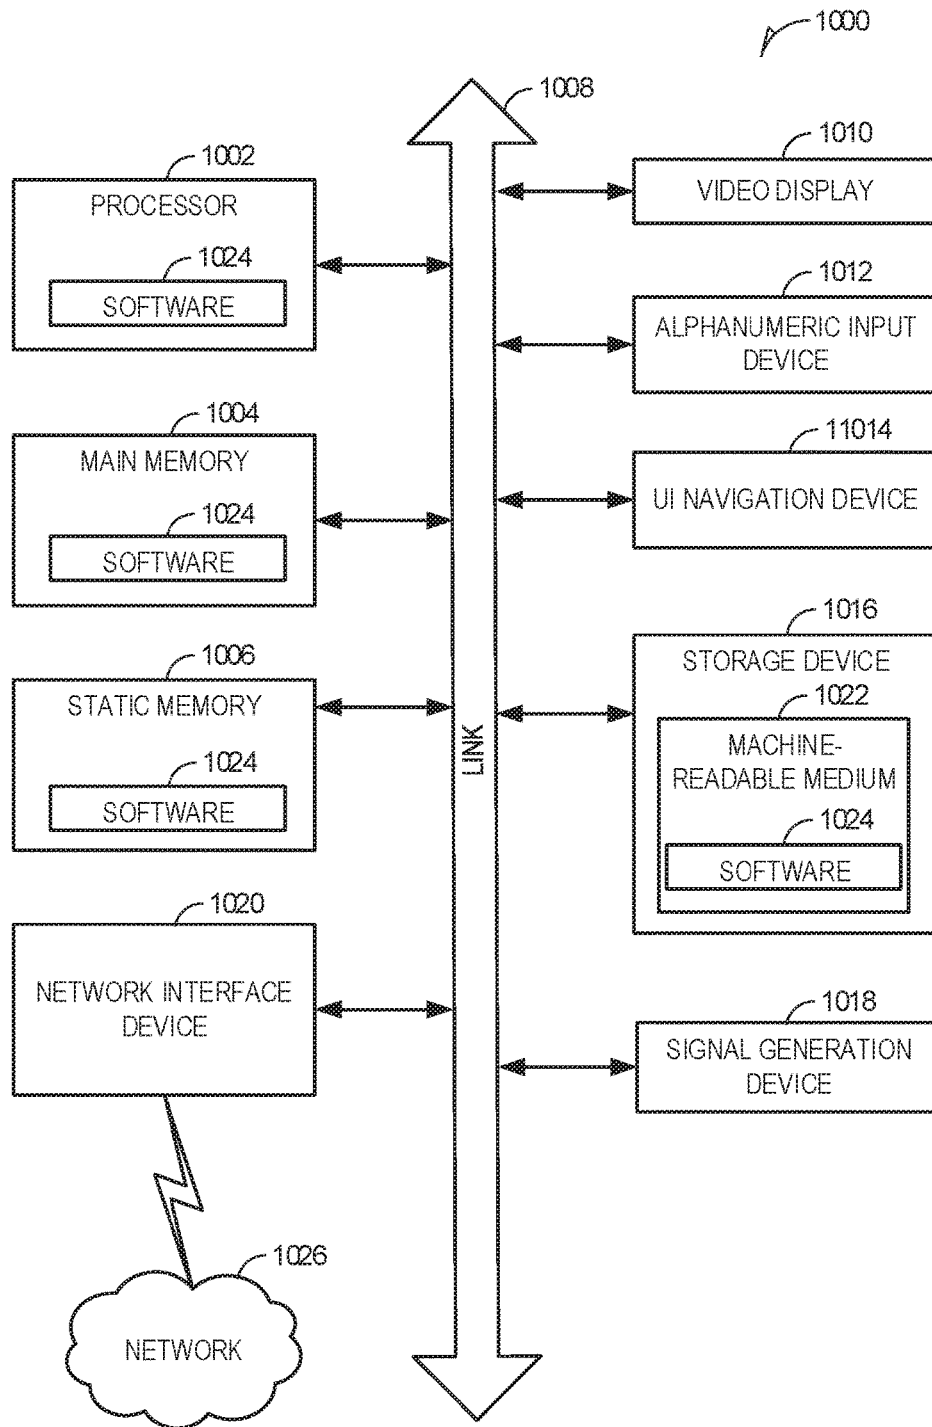 1000
1008
1002
PROCESSOR
1024
SOFTWARE
1004
MAIN MEMORY
1024
SOFTWARE
1006
STATIC MEMORY
1024
SOFTWARE
1020
NETWORK INTERFACE
DEVICE
1026
NETWORK
LINK
1010
VIDEO DISPLAY
1012
ALPHANUMERIC INPUT
DEVICE
11014
UI NAVIGATION DEVICE
1016
STORAGE DEVICE
1022
MACHINE-
READABLE MEDIUM
1024
SOFTWARE
1018
SIGNAL GENERATION
DEVICE